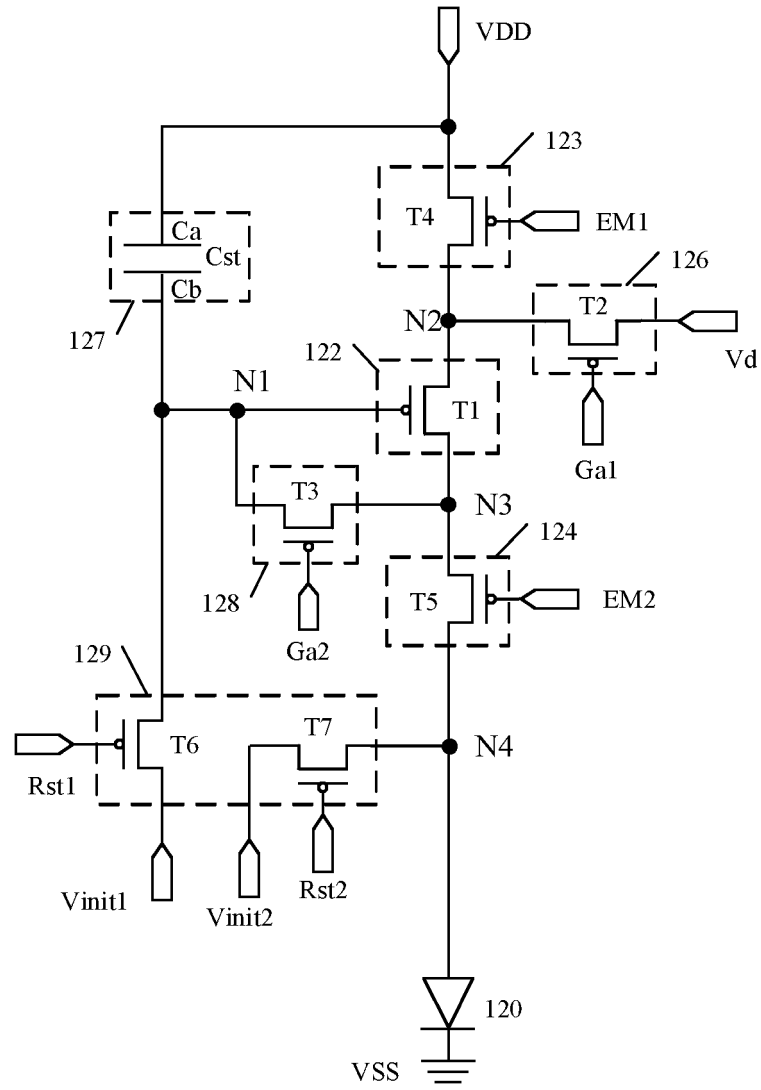 VDD
123
T4
EM1
Ca
Cst
Cb
127
126
T2
N2
Vd
122
N1
T1
Ga1
T3
N3
128
124
T5
EM2
Ga2
129
T6
T7
N4
Rst1
Rst2
Vinit1
Vinit2
120
VSS